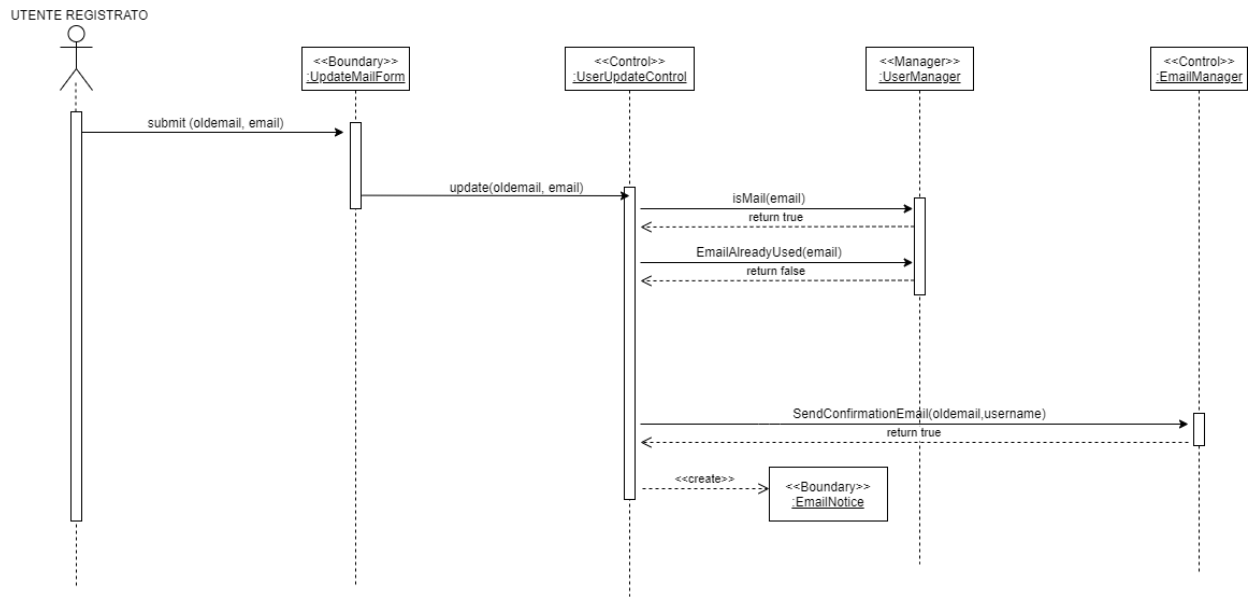 UTENTE REGISTRATO
<<Boundary>>
:UpdateMailForm
<<Control>>
:UserUpdateControl
<<Manager>>
:UserManager
<<Control>>
:EmailManager
submit (oldemail, email)
update(oldemail, email)
isMail(email)
return true
EmailAlreadyUsed(email)
return false
SendConfirmationEmail(oldemail,username)
return true
<<create>>
<<Boundary>>
:EmailNotice